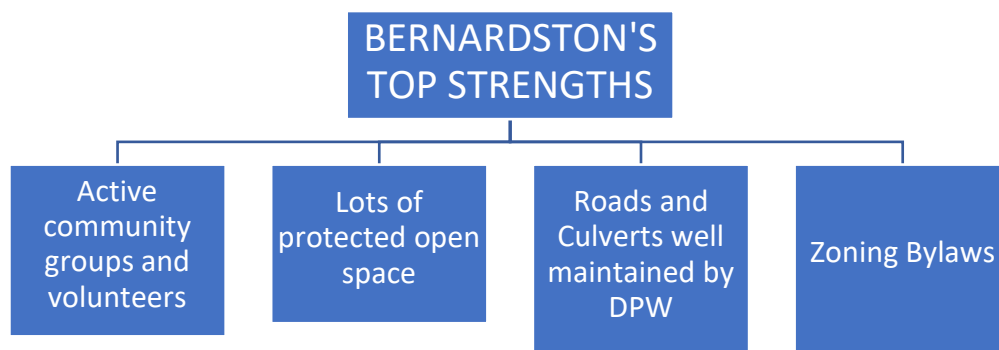 BERNARDSTON'S
TOP STRENGTHS
Active
community
groups and
volunteers
Lots of
protected open
space
Roads and
Culverts well
maintained by
DPW
Zoning Bylaws